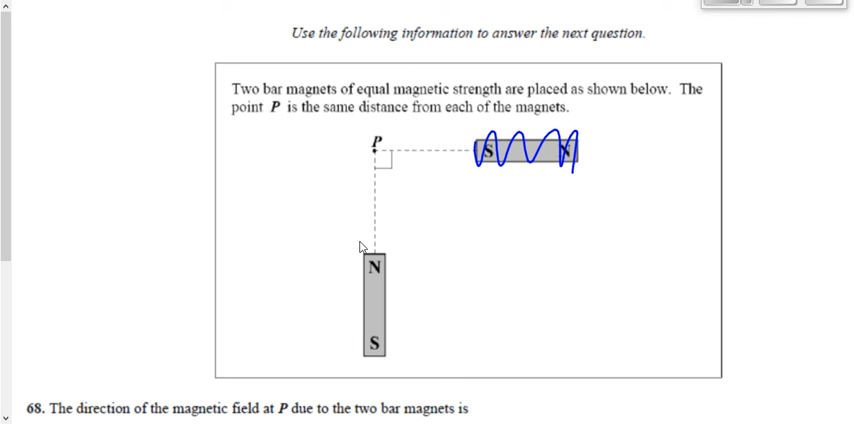 Use the following information to answer the next question.
Two bar magnets of equal magnetic strength are placed as shown below. The
point P is the same distance from each of the magnets.
P
S N
N
S
68. The direction of the magnetic field at P due to the two bar magnets is